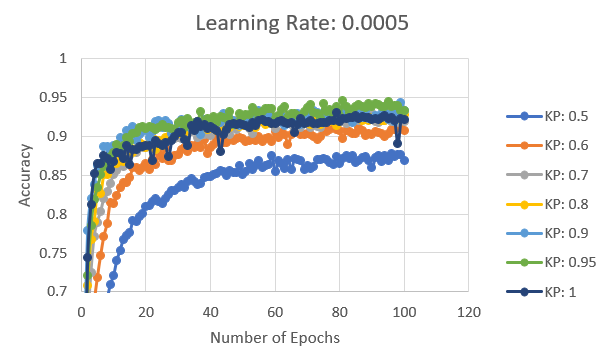 Learning Rate: 0.0005
1
0.95
0.9
0.85
0.8
0.75
0.7
0 20 40 60 80 100 120
Accuracy
Number of Epochs
KP: 0.5
KP: 0.6
KP: 0.7
KP: 0.8
KP: 0.9
KP: 0.95
KP: 1